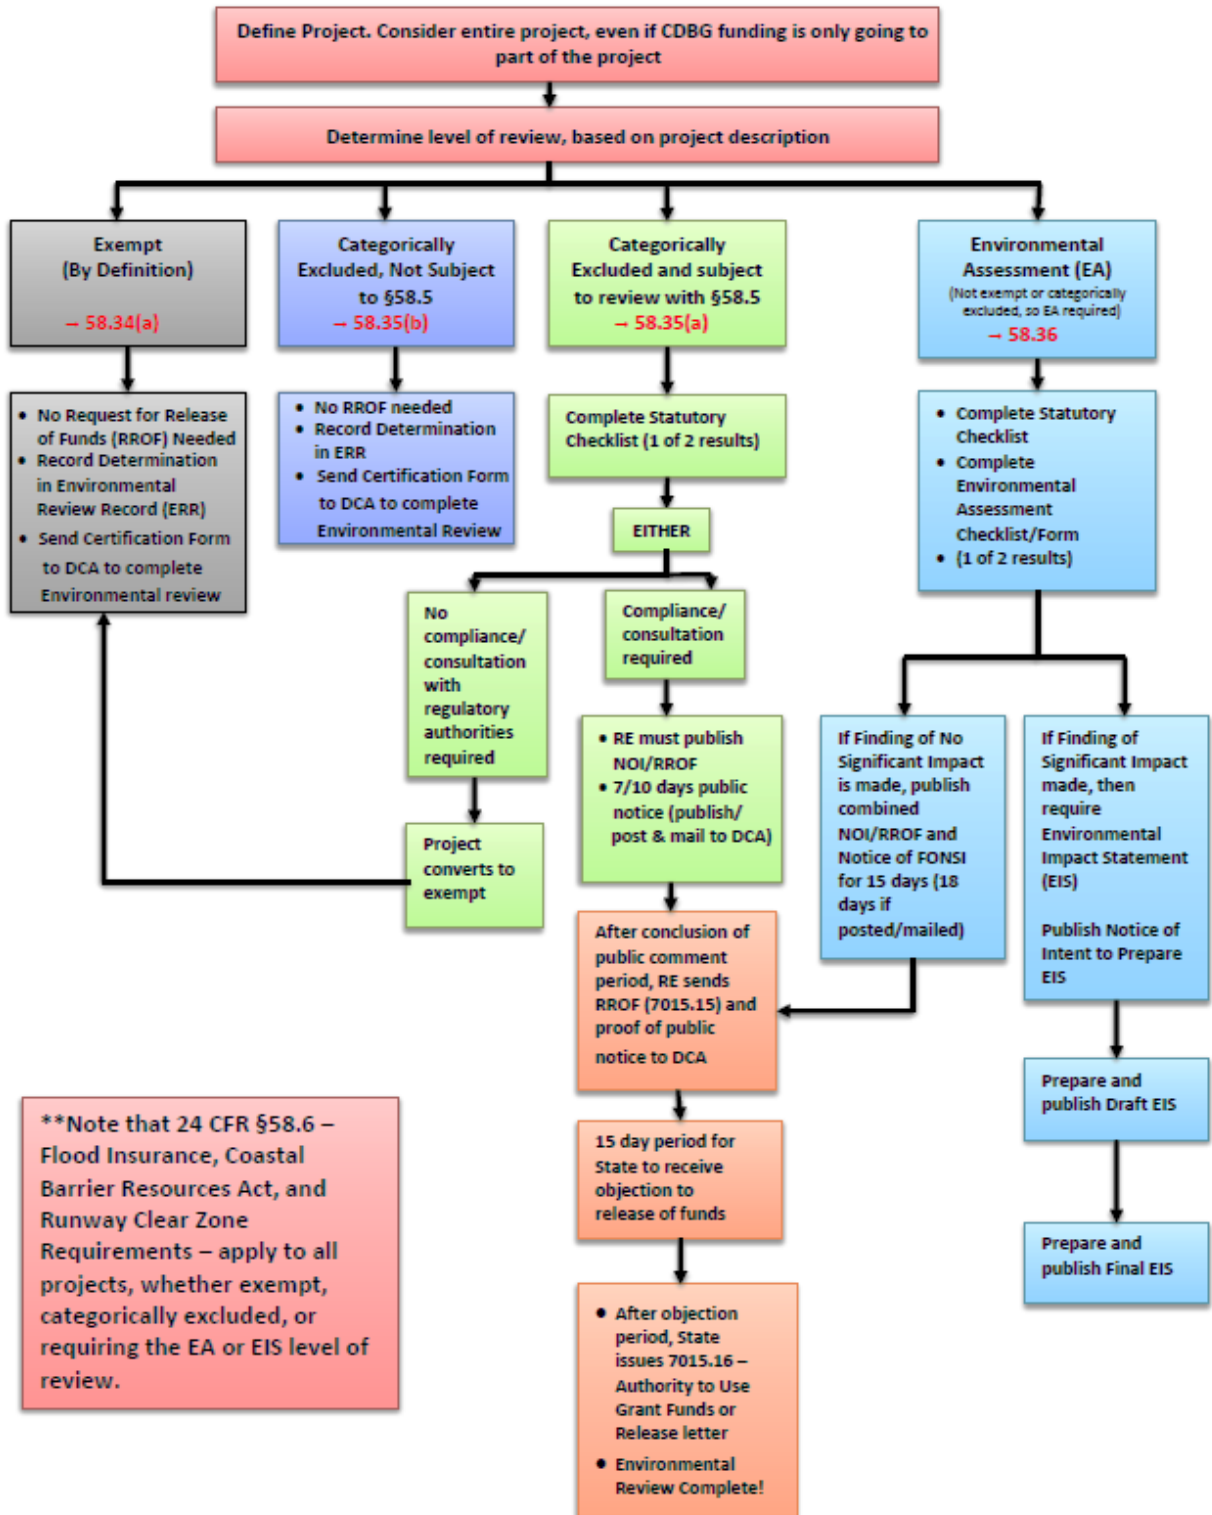 Define Project. Consider entire project, even if CDBG funding is only going to
part of the project
Determine level of review, based on project description
Exempt
(By Definition)
→ 58.34(a)
Categorically
Excluded, Not Subject
to §58.5
→ 58.35(b)
Categorically
Excluded and subject
to review with §58.5
→ 58.35(a)
Environmental
Assessment (EA)
(Not exempt or categorically
excluded, so EA required)
→ 58.36
• No Request for Release
of Funds (RROF) Needed
• Record Determination
in Environmental
Review Record (ERR)
• Send Certification Form
to DCA to complete
Environmental review
• No RROF needed
• Record Determination
in ERR
• Send Certification Form
to DCA to complete
Environmental Review
Complete Statutory
Checklist (1 of 2 results)
• Complete Statutory
Checklist
• Complete
Environmental
Assessment
Checklist/Form
• (1 of 2 results)
EITHER
No
compliance/
consultation
with
regulatory
authorities
required
Compliance/
consultation
required
Project
converts to
exempt
• RE must publish
NOI/RROF
• 7/10 days public
notice (publish/
post & mail to DCA)
If Finding of No
Significant Impact
is made, publish
combined
NOI/RROF and
Notice of FONSI
for 15 days (18
days if
posted/mailed)
If Finding of
Significant Impact
made, then
require
Environmental
Impact Statement
(EIS)
Publish Notice of
Intent to Prepare
EIS
After conclusion of
public comment
period, RE sends
RROF (7015.15) and
proof of public
notice to DCA
Prepare and
publish Draft EIS
15 day period for
State to receive
objection to
release of funds
Prepare and
publish Final EIS
• After objection
period, State
issues 7015.16 –
Authority to Use
Grant Funds or
Release letter
• Environmental
Review Complete!
**Note that 24 CFR §58.6 –
Flood Insurance, Coastal
Barrier Resources Act, and
Runway Clear Zone
Requirements – apply to all
projects, whether exempt,
categorically excluded, or
requiring the EA or EIS level of
review.